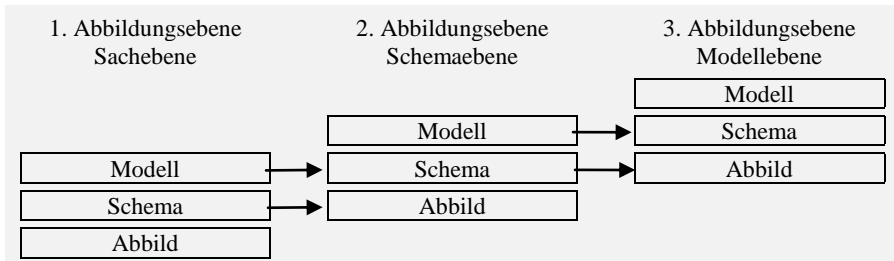 1. Abbildungsebene
Sachebene
2. Abbildungsebene
Schemaebene
3. Abbildungsebene
Modellebene
Modell
Modell
Schema
Modell
Schema
Abbild
Schema
Abbild
Abbild